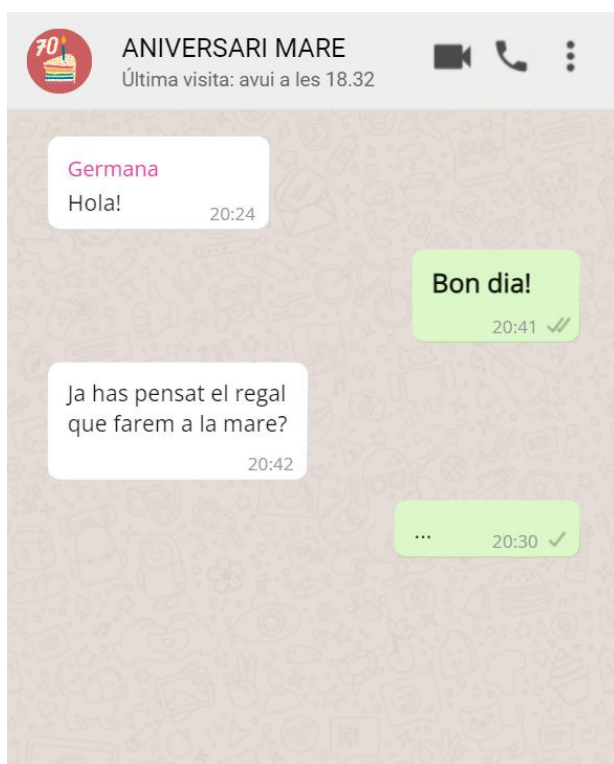 70
ANIVERSARI MARE
Última visita: avui a les 18.32
Germana
Hola!
20:24
Bon dia!
20:41
Ja has pensat el regal
que farem a la mare?
20:42
... 20:30